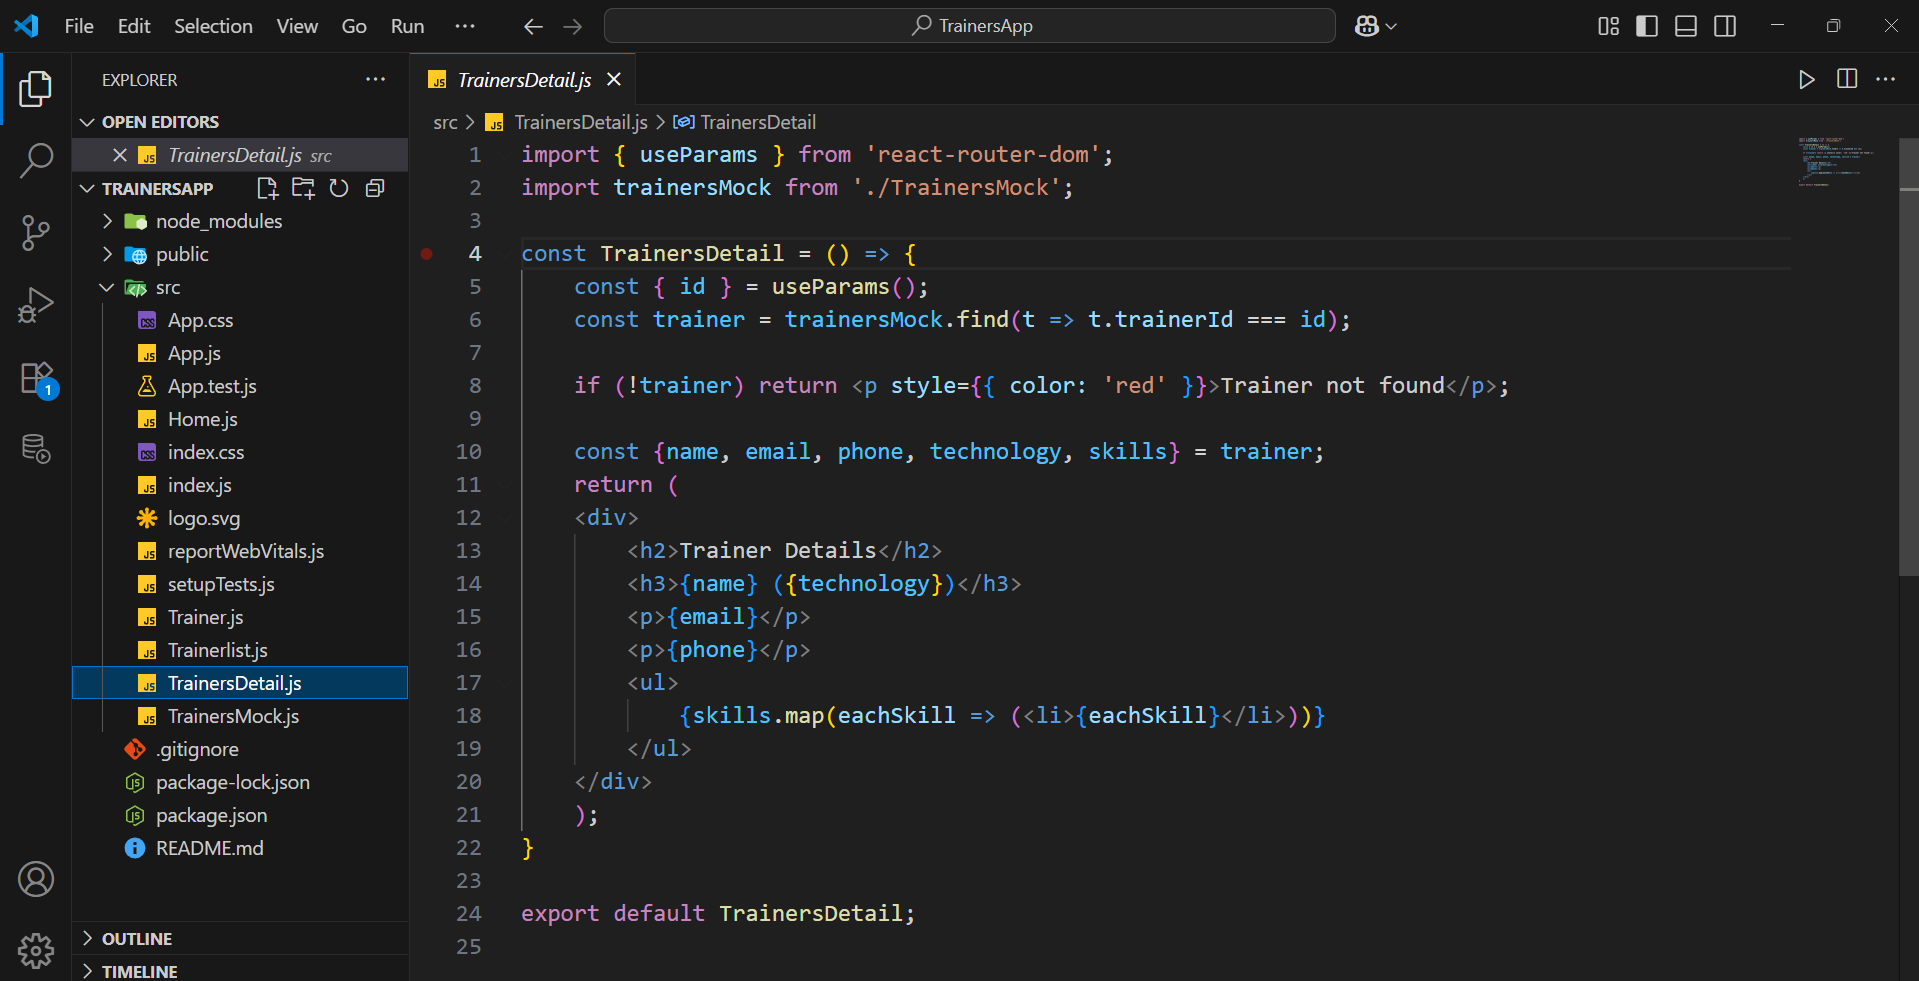 File Edit Selection View Go Run ··· TrainersApp
EXPLORER ···
OPEN EDITORS
TrainersDetail.js src
TRAINERSAPP
node_modules
public
src
App.css
App.js
App.test.js
Home.js
index.css
index.js
logo.svg
reportWebVitals.js
setupTests.js
Trainer.js
Trainerlist.js
TrainersDetail.js
TrainersMock.js
.gitignore
package-lock.json
package.json
README.md
OUTLINE
TIMELINE
1
JS TrainersDetail.js
src > JS TrainersDetail.js > TrainersDetail
1 import { useParams } from 'react-router-dom';
2 import trainersMock from './TrainersMock';
3
4 const TrainersDetail = () => {
5     const { id } = useParams();
6     const trainer = trainersMock.find(t => t.trainerId === id);
7
8     if (!trainer) return <p style={{ color: 'red' }}>Trainer not found</p>;
9
10     const {name, email, phone, technology, skills} = trainer;
11     return (
12     <div>
13         <h2>Trainer Details</h2>
14         <h3>{name} ({technology})</h3>
15         <p>{email}</p>
16         <p>{phone}</p>
17         <ul>
18             {skills.map(eachSkill => (<li>{eachSkill}</li>))}
19         </ul>
20     </div>
21     );
22 }
23
24 export default TrainersDetail;
25